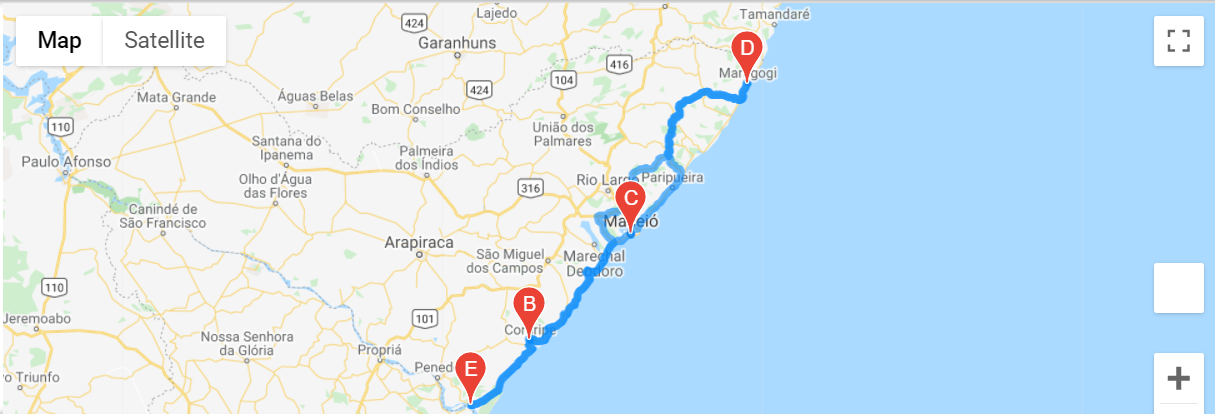 Map
Satellite
Lajedo
Tamandaré
424
Garanhuns
D
416
Maragogi
104
424
Mata Grande
Águas Belas
Bom Conselho
110
União dos
Palmares
Paulo Afonso
Santana do
Ipanema
Palmeira
dos Índios
Olho d'Água
das Flores
316
Rio Largo
Paripueira
C
Canindé de
São Francisco
Maceió
Arapiraca
São Miguel
dos Campos
Marechal
Deodoro
110
B
Jeremoabo
101
Coruripe
Nossa Senhora
da Glória
Propriá
E
Penedo
o Triunfo
+